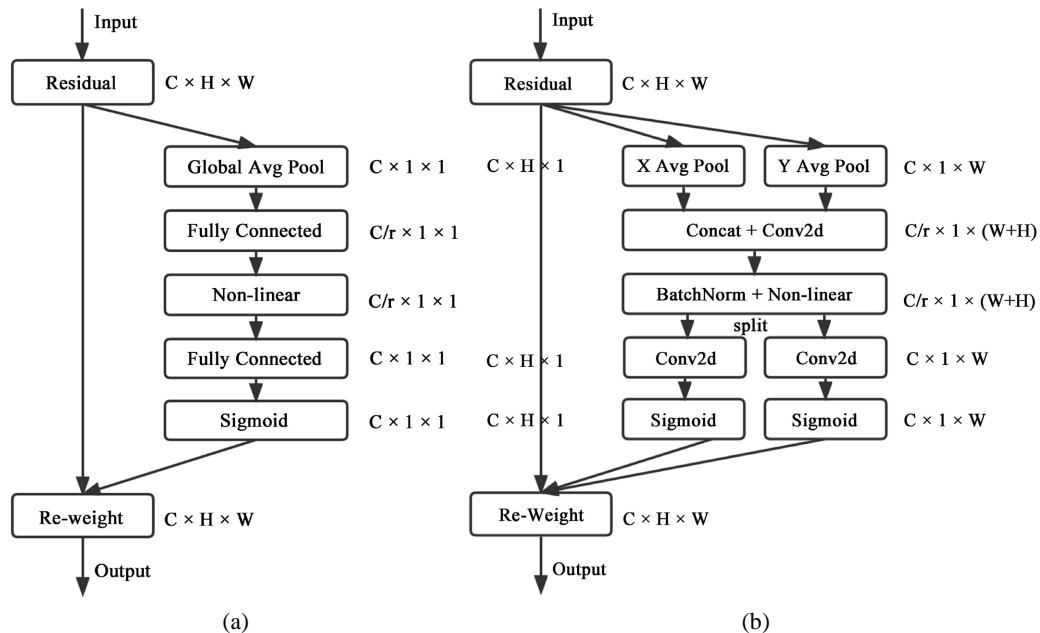 Input
Residual
C × H × W
Global Avg Pool
C × 1 × 1
Fully Connected
C/r × 1 × 1
Non-linear
C/r × 1 × 1
Fully Connected
C × 1 × 1
Sigmoid
C × 1 × 1
Re-weight
C × H × W
Output
(a)
Input
Residual
C × H × W
C × H × 1
X Avg Pool
Y Avg Pool
C × 1 × W
Concat + Conv2d
C/r × 1 × (W+H)
BatchNorm + Non-linear
C/r × 1 × (W+H)
split
C × H × 1
Conv2d
Conv2d
C × 1 × W
C × H × 1
Sigmoid
Sigmoid
C × 1 × W
Re-Weight
C × H × W
Output
(b)